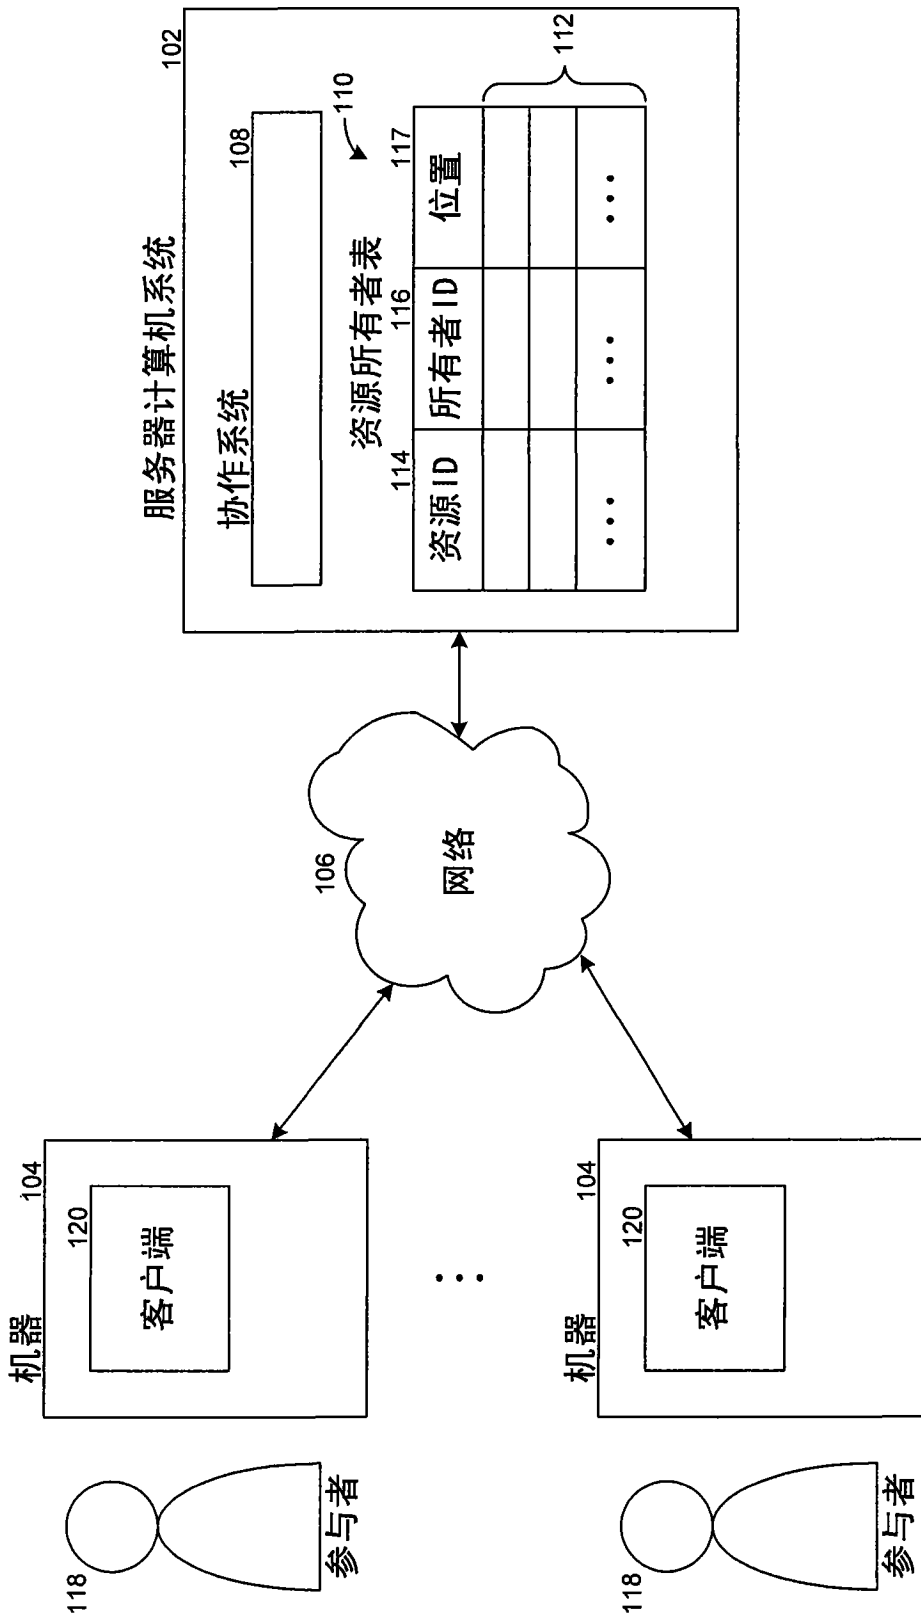 服务器计算机系统
102
协作系统
108
资源所有者表
110
114
116
117
资源ID
所有者ID
位置
112
...
...
...
106
网络
机器
104
120
客户端
118
参与者
...
机器
104
120
客户端
118
参与者